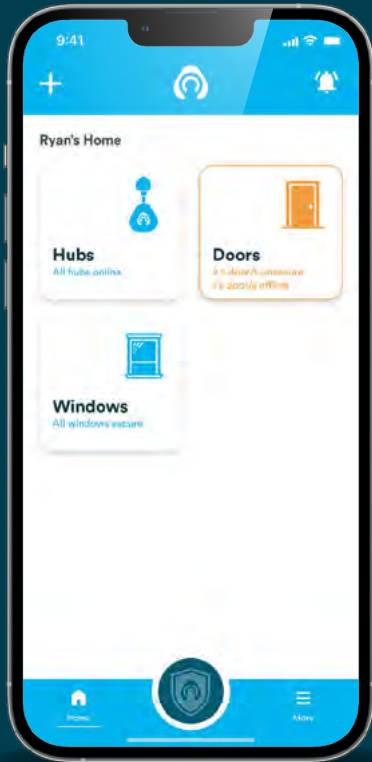 9:41
Ryan's Home
Hubs
All hubs online
Doors
Windows
All windows secure
Home
More